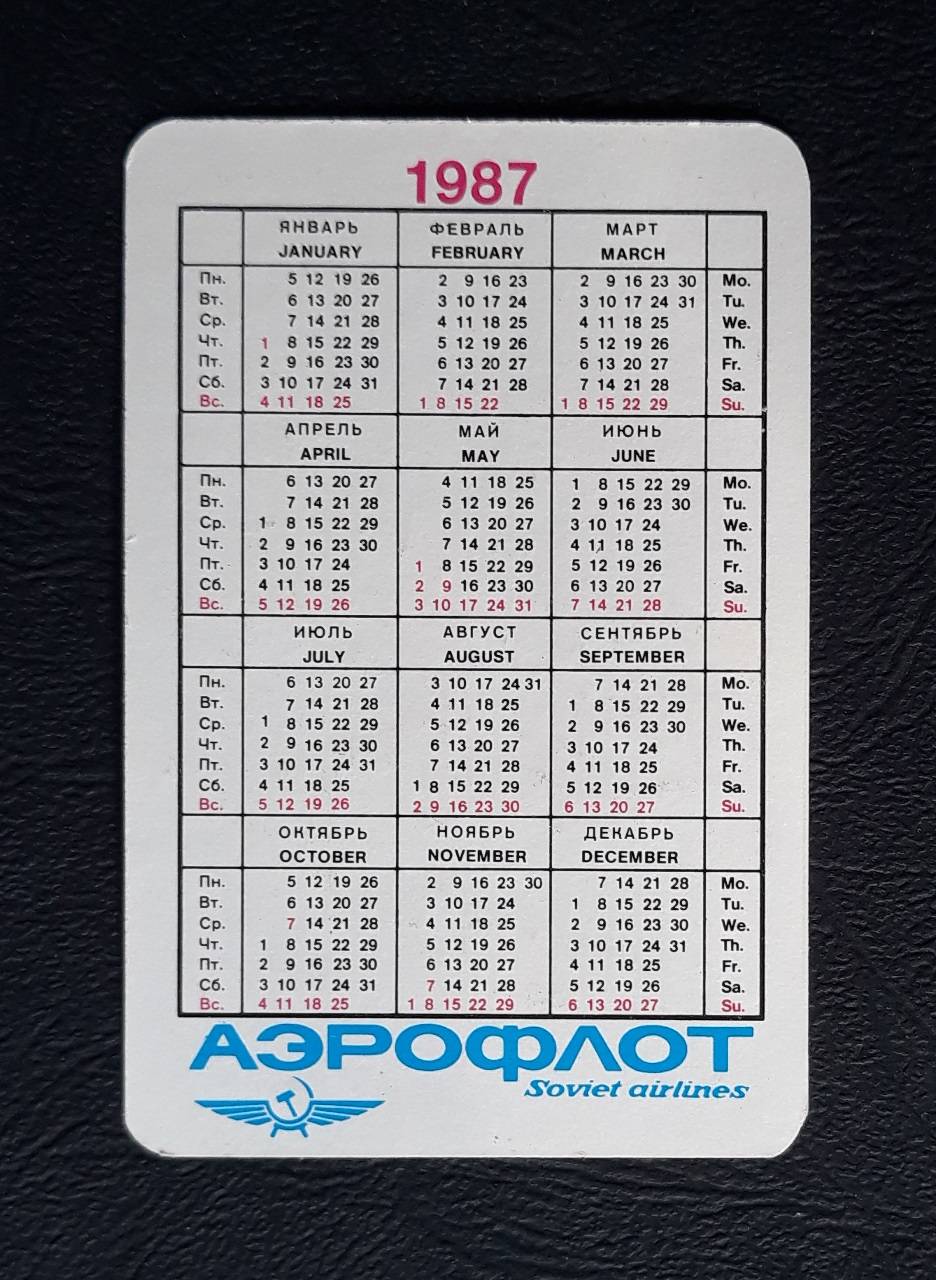 1987
ЯНВАРЬ ФЕВРАЛЬ МАРТ
JANUARY FEBRUARY MARCH
Пн. 5 12 19 26 2 9 16 23 2 9 16 23 30 Mo.
Вт. 6 13 20 27 3 10 17 24 3 10 17 24 31 Tu.
Ср. 7 14 21 28 4 11 18 25 4 11 18 25 We.
Чт. 1 8 15 22 29 5 12 19 26 5 12 19 26 Th.
Пт. 2 9 16 23 30 6 13 20 27 6 13 20 27 Fr.
Сб. 3 10 17 24 31 7 14 21 28 7 14 21 28 Sa.
Вс. 4 11 18 25 1 8 15 22 1 8 15 22 29 Su.
АПРЕЛЬ МАЙ ИЮНЬ
APRIL MAY JUNE
Пн. 6 13 20 27 4 11 18 25 1 8 15 22 29 Mo.
Вт. 7 14 21 28 5 12 19 26 2 9 16 23 30 Tu.
Ср. 1 8 15 22 29 6 13 20 27 3 10 17 24 We.
Чт. 2 9 16 23 30 7 14 21 28 4 11 18 25 Th.
Пт. 3 10 17 24 1 8 15 22 29 5 12 19 26 Fr.
Сб. 4 11 18 25 2 9 16 23 30 6 13 20 27 Sa.
Вс. 5 12 19 26 3 10 17 24 31 7 14 21 28 Su.
ИЮЛЬ АВГУСТ СЕНТЯБРЬ
JULY AUGUST SEPTEMBER
Пн. 6 13 20 27 3 10 17 24 31 7 14 21 28 Mo.
Вт. 7 14 21 28 4 11 18 25 1 8 15 22 29 Tu.
Ср. 1 8 15 22 29 5 12 19 26 2 9 16 23 30 We.
Чт. 2 9 16 23 30 6 13 20 27 3 10 17 24 Th.
Пт. 3 10 17 24 31 7 14 21 28 4 11 18 25 Fr.
Сб. 4 11 18 25 1 8 15 22 29 5 12 19 26 Sa.
Вс. 5 12 19 26 2 9 16 23 30 6 13 20 27 Su.
ОКТЯБРЬ НОЯБРЬ ДЕКАБРЬ
OCTOBER NOVEMBER DECEMBER
Пн. 5 12 19 26 2 9 16 23 30 7 14 21 28 Mo.
Вт. 6 13 20 27 3 10 17 24 1 8 15 22 29 Tu.
Ср. 7 14 21 28 4 11 18 25 2 9 16 23 30 We.
Чт. 1 8 15 22 29 5 12 19 26 3 10 17 24 31 Th.
Пт. 2 9 16 23 30 6 13 20 27 4 11 18 25 Fr.
Сб. 3 10 17 24 31 7 14 21 28 5 12 19 26 Sa.
Вс. 4 11 18 25 1 8 15 22 29 6 13 20 27 Su.
АЭРОФЛОТ
Soviet airlines